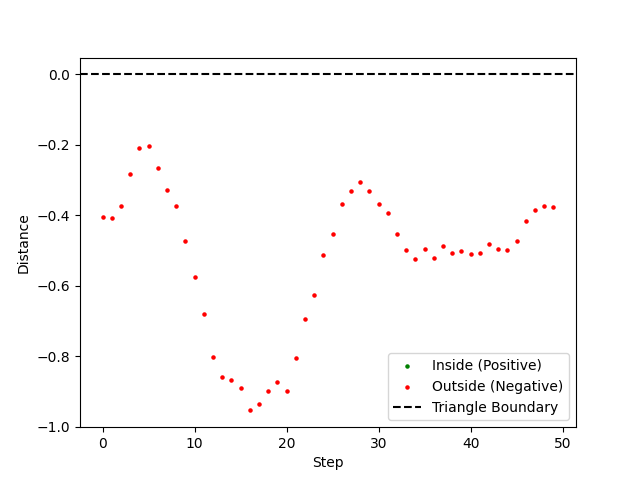 0.0
−0.2
−0.4
−0.6
−0.8
−1.0
Distance
0 10 20 30 40 50
Step
Inside (Positive)
Outside (Negative)
Triangle Boundary